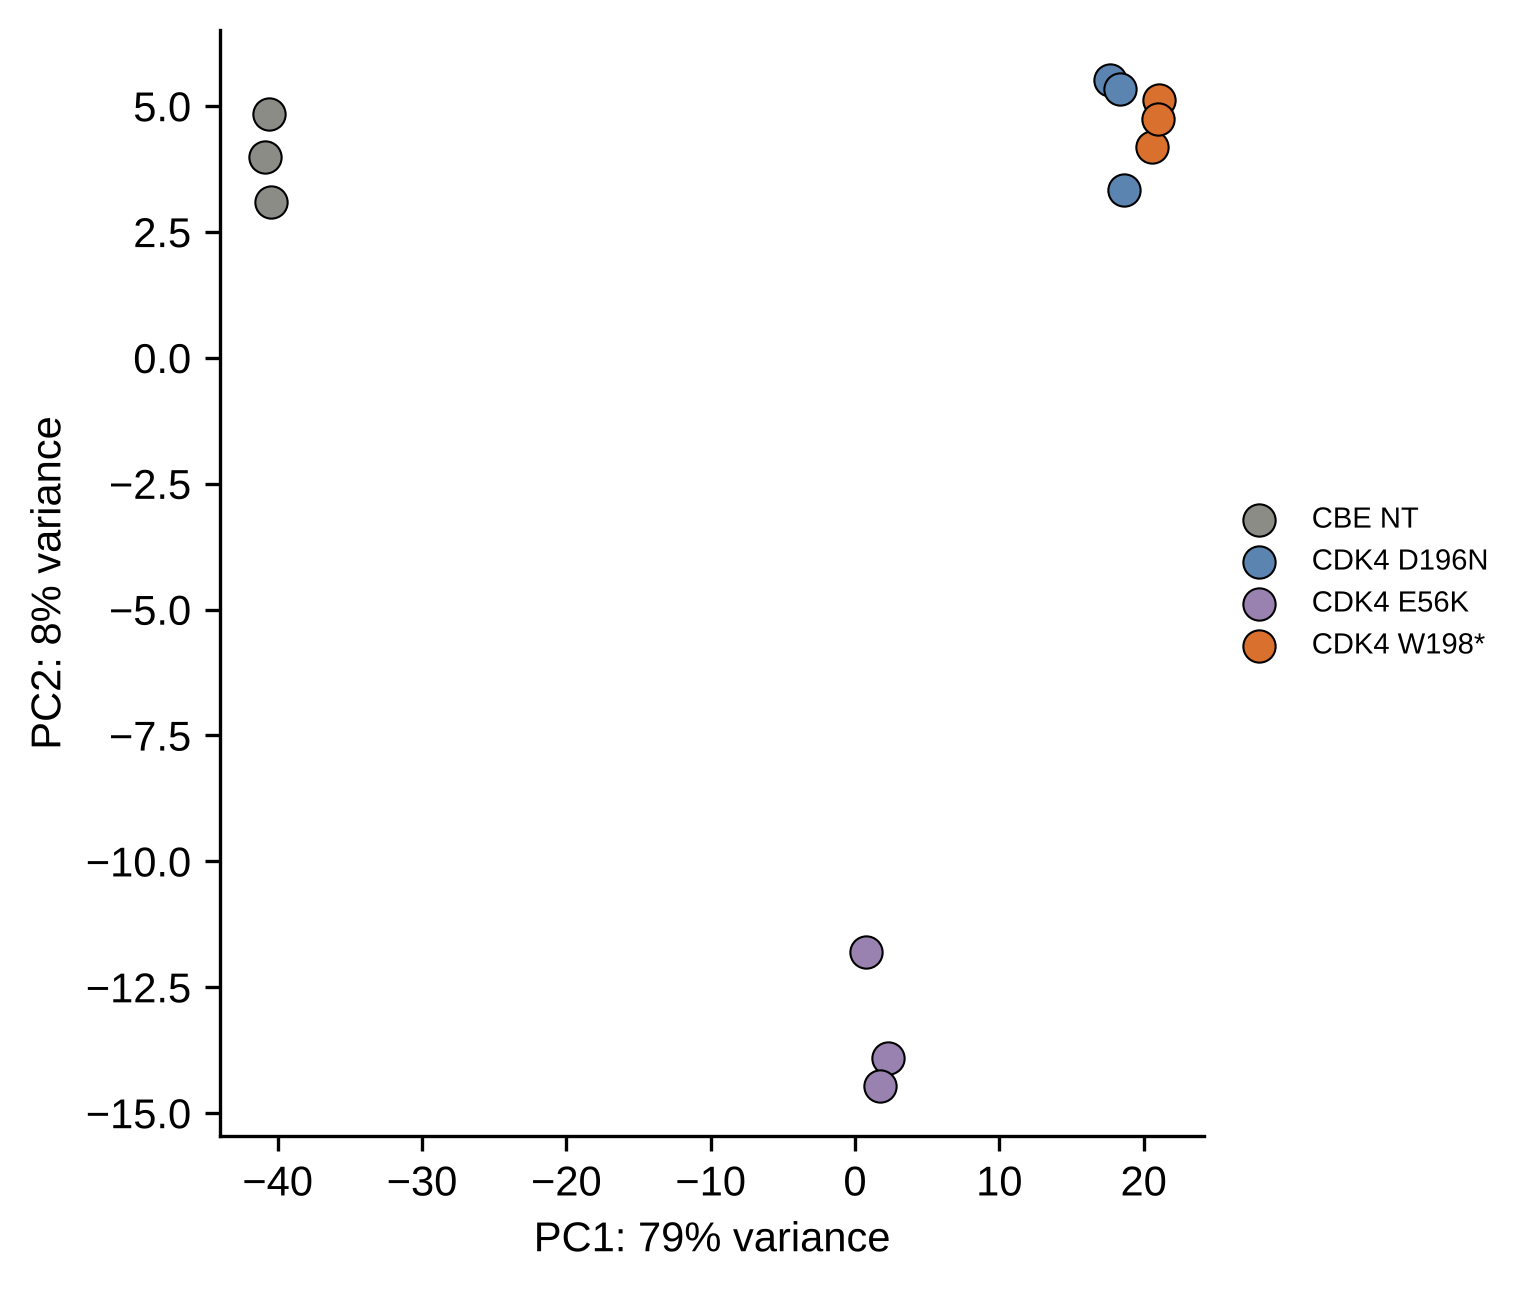 5.0
2.5
0.0
−2.5
−5.0
−7.5
−10.0
−12.5
−15.0
PC2: 8% variance
−40 −30 −20 −10 0 10 20
PC1: 79% variance
CBE NT
CDK4 D196N
CDK4 E56K
CDK4 W198*